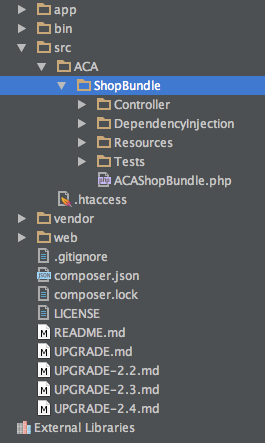 app
bin
src
ACA
ShopBundle
Controller
DependencyInjection
Resources
Tests
php ACAShopBundle.php
.htaccess
vendor
web
.gitignore
JSON composer.json
composer.lock
LICENSE
M README.md
M UPGRADE.md
M UPGRADE-2.2.md
M UPGRADE-2.3.md
M UPGRADE-2.4.md
External Libraries